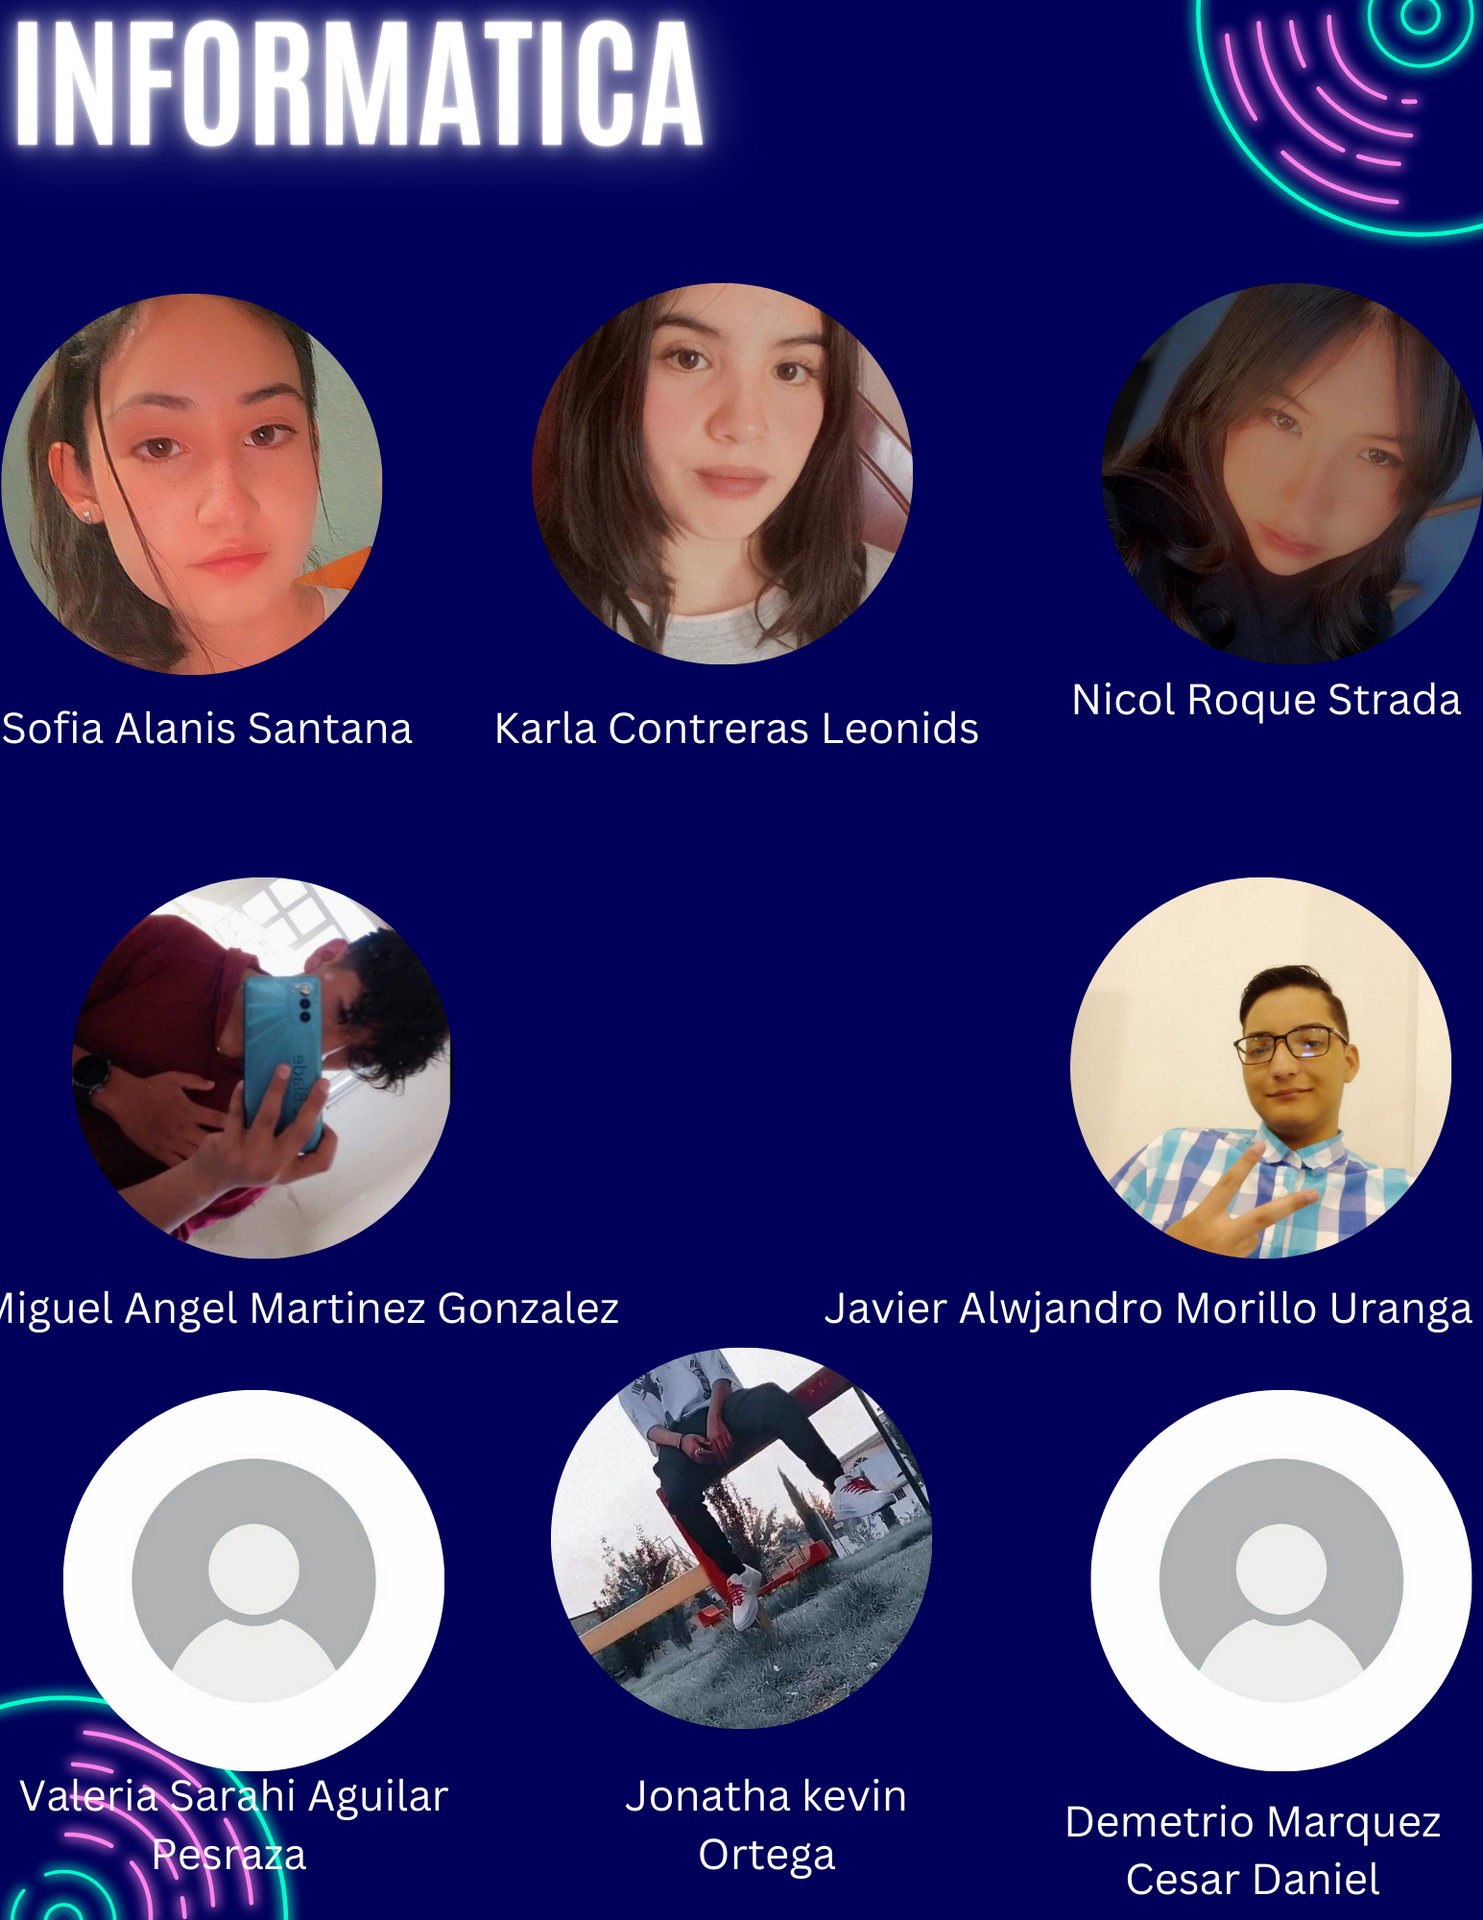 INFORMATICA
Sofia Alanis Santana
Karla Contreras Leonids
Nicol Roque Strada
Miguel Angel Martinez Gonzalez
Javier Alwjandro Morillo Uranga
Valeria Sarahi Aguilar
Pesraza
Jonatha kevin
Ortega
Demetrio Marquez
Cesar Daniel